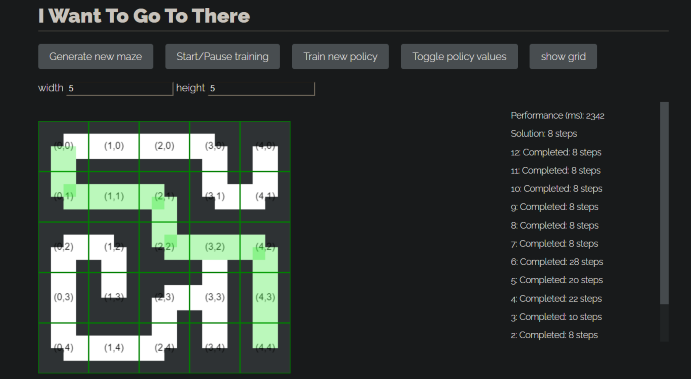 I Want To Go To There
Generate new maze Start/Pause training Train new policy Toggle policy values show grid
width 5 height 5
(0,0) (1,0) (2,0) (3,0) (4,0)
(0,1) (1,1) (2,1) (3,1) (4,1)
(0,2) (1,2) (2,2) (3,2) (4,2)
(0,3) (1,3) (2,3) (3,3) (4,3)
(0,4) (1,4) (2,4) (3,4) (4,4)
Performance (ms): 2342
Solution: 8 steps
12: Completed: 8 steps
11: Completed: 8 steps
10: Completed: 8 steps
9: Completed: 8 steps
8: Completed: 8 steps
7: Completed: 8 steps
6: Completed: 28 steps
5: Completed: 20 steps
4: Completed: 22 steps
3: Completed: 10 steps
2: Completed: 8 steps